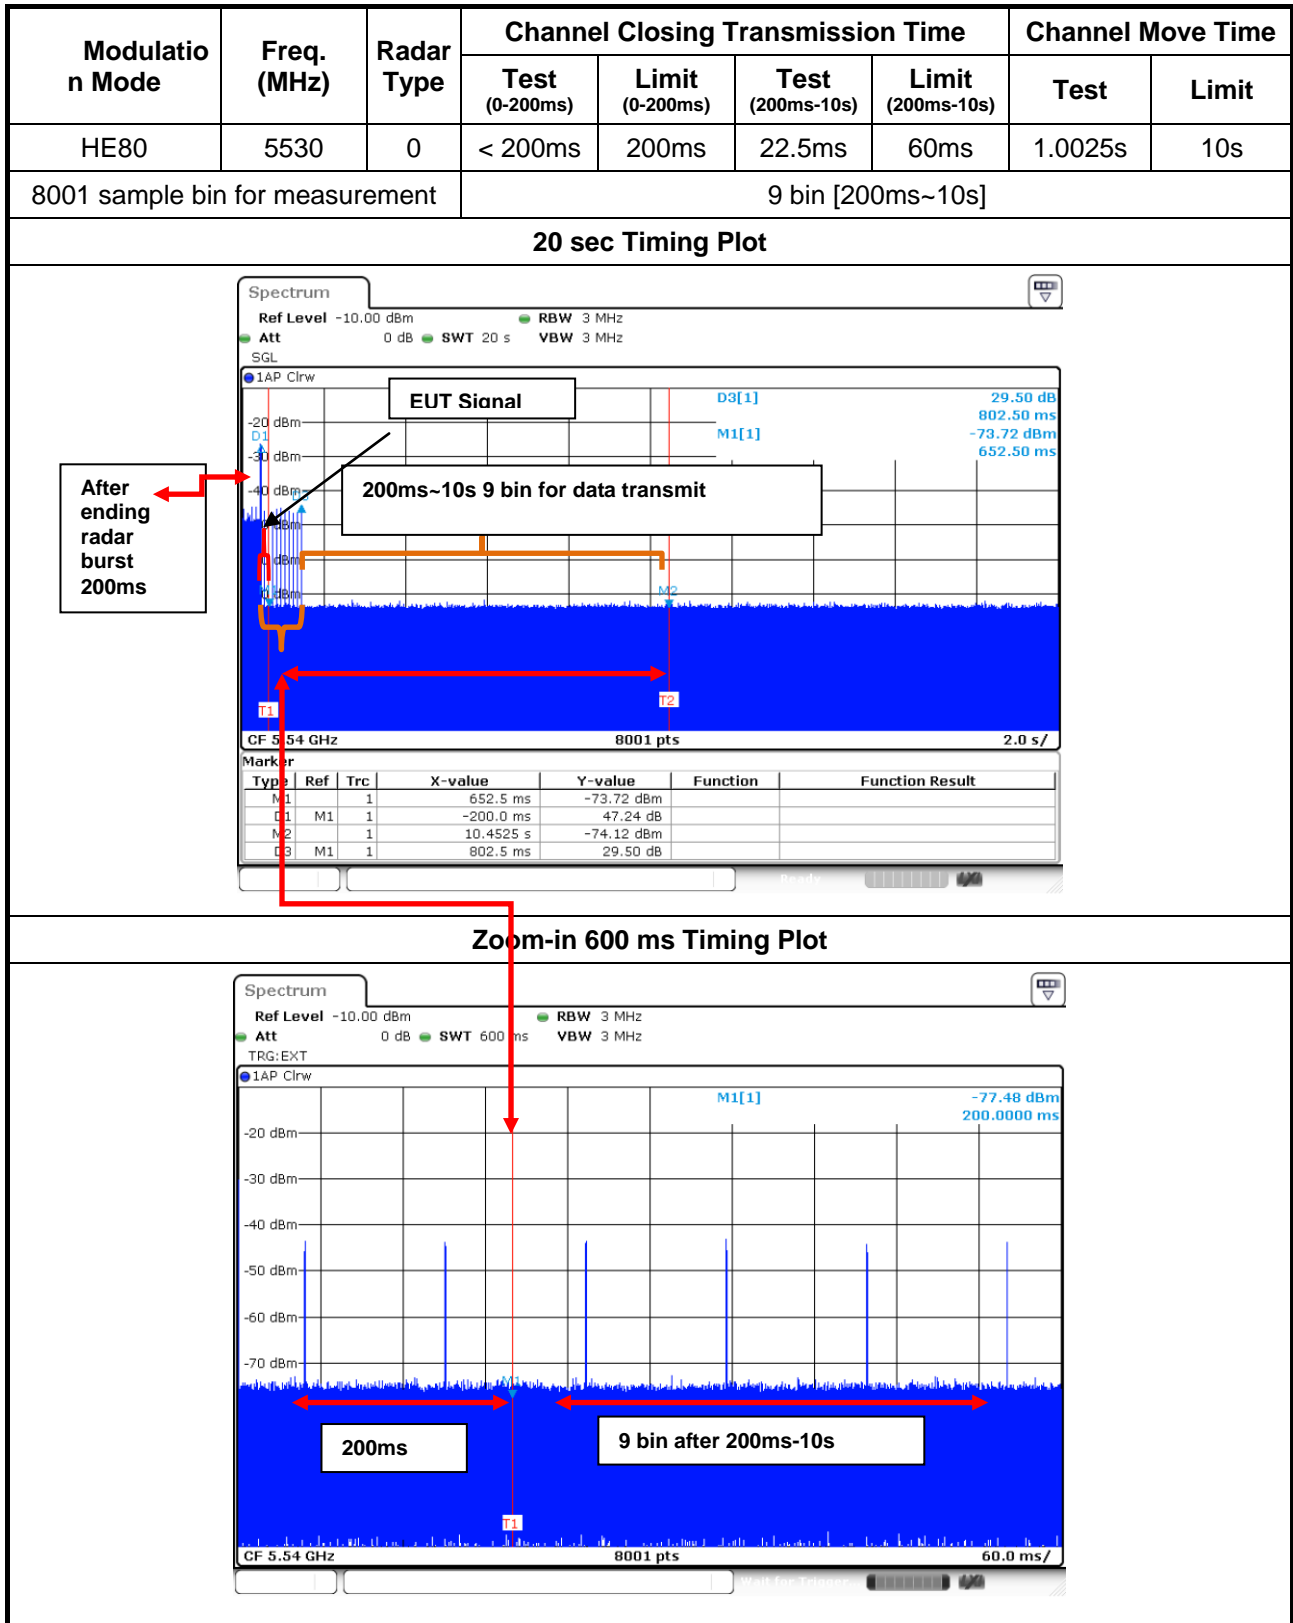 Modulatio
n Mode
Freq.
(MHz)
Radar
Type
Channel Closing Transmission Time
Channel Move Time
Test
(0-200ms)
Limit
(0-200ms)
Test
(200ms-10s)
Limit
(200ms-10s)
Test
Limit
HE80 5530 0 < 200ms 200ms 22.5ms 60ms 1.0025s 10s
8001 sample bin for measurement 9 bin [200ms~10s]
20 sec Timing Plot
Spectrum
Ref Level -10.00 dBm RBW 3 MHz
Att 0 dB SWT 20 s VBW 3 MHz
SGL
1AP Clrw
EUT Signal
D3[1] 29.50 dB
802.50 ms
M1[1] -73.72 dBm
652.50 ms
-20 dBm
D1
-30 dBm
-40 dBm
200ms~10s 9 bin for data transmit
After
ending
radar
burst
200ms
dBm
dBm
dBm
M2
T1
T2
CF 5.54 GHz 8001 pts 2.0 s/
Marker
Type Ref Trc X-value Y-value Function Function Result
M1 1 652.5 ms -73.72 dBm
D1 M1 1 -200.0 ms 47.24 dB
M2 1 10.4525 s -74.12 dBm
D3 M1 1 802.5 ms 29.50 dB
Ready
Zoom-in 600 ms Timing Plot
Spectrum
Ref Level -10.00 dBm RBW 3 MHz
Att 0 dB SWT 600 ms VBW 3 MHz
TRG:EXT
1AP Clrw
M1[1] -77.48 dBm
200.0000 ms
-20 dBm
-30 dBm
-40 dBm
-50 dBm
-60 dBm
-70 dBm
M1
200ms
9 bin after 200ms-10s
T1
CF 5.54 GHz 8001 pts 60.0 ms/
Wait for Trigger